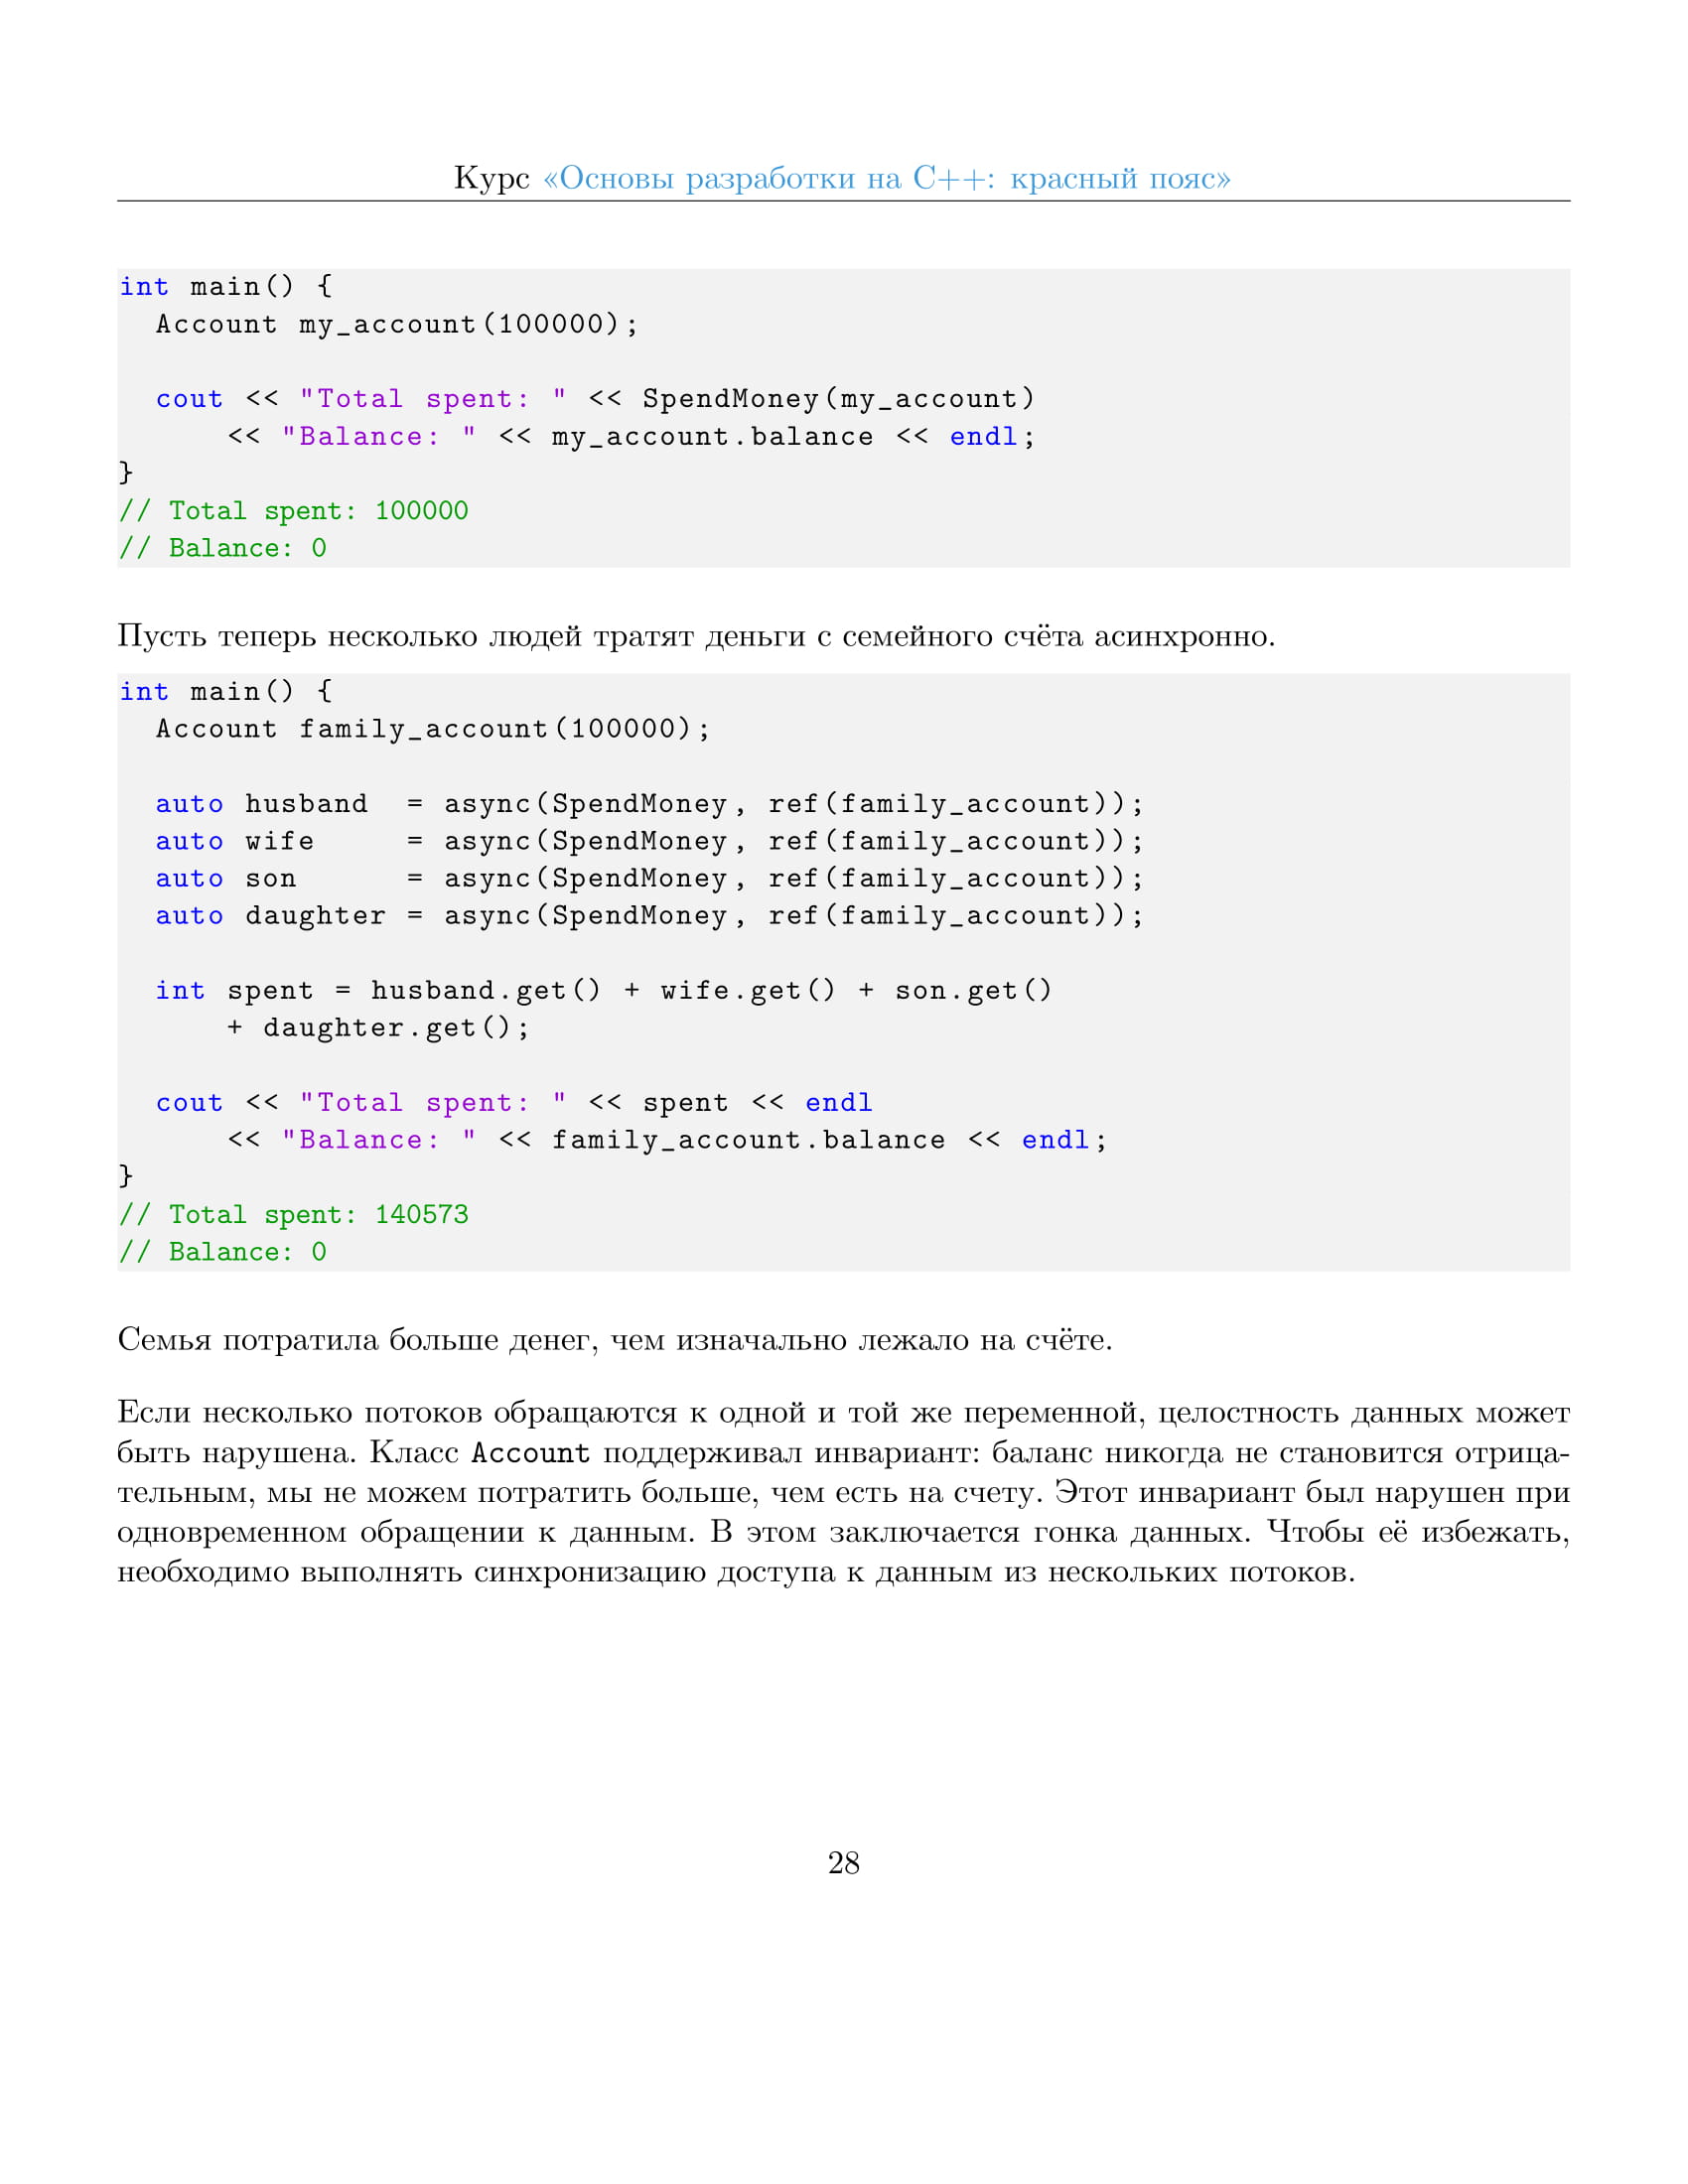 Курс «Основы разработки на C++: красный пояс»
int main() {
  Account my_account(100000);
  cout << "Total spent: " << SpendMoney(my_account)
      << "Balance: " << my_account.balance << endl;
}
// Total spent: 100000
// Balance: 0
Пусть теперь несколько людей тратят деньги с семейного счёта асинхронно.
int main() {
  Account family_account(100000);
  auto husband  = async(SpendMoney, ref(family_account));
  auto wife     = async(SpendMoney, ref(family_account));
  auto son      = async(SpendMoney, ref(family_account));
  auto daughter = async(SpendMoney, ref(family_account));
  int spent = husband.get() + wife.get() + son.get()
      + daughter.get();
  cout << "Total spent: " << spent << endl
      << "Balance: " << family_account.balance << endl;
}
// Total spent: 140573
// Balance: 0
Семья потратила больше денег, чем изначально лежало на счёте.
Если несколько потоков обращаются к одной и той же переменной, целостность данных может
быть нарушена. Класс Account поддерживал инвариант: баланс никогда не становится отрица-
тельным, мы не можем потратить больше, чем есть на счету. Этот инвариант был нарушен при
одновременном обращении к данным. В этом заключается гонка данных. Чтобы её избежать,
необходимо выполнять синхронизацию доступа к данным из нескольких потоков.
28